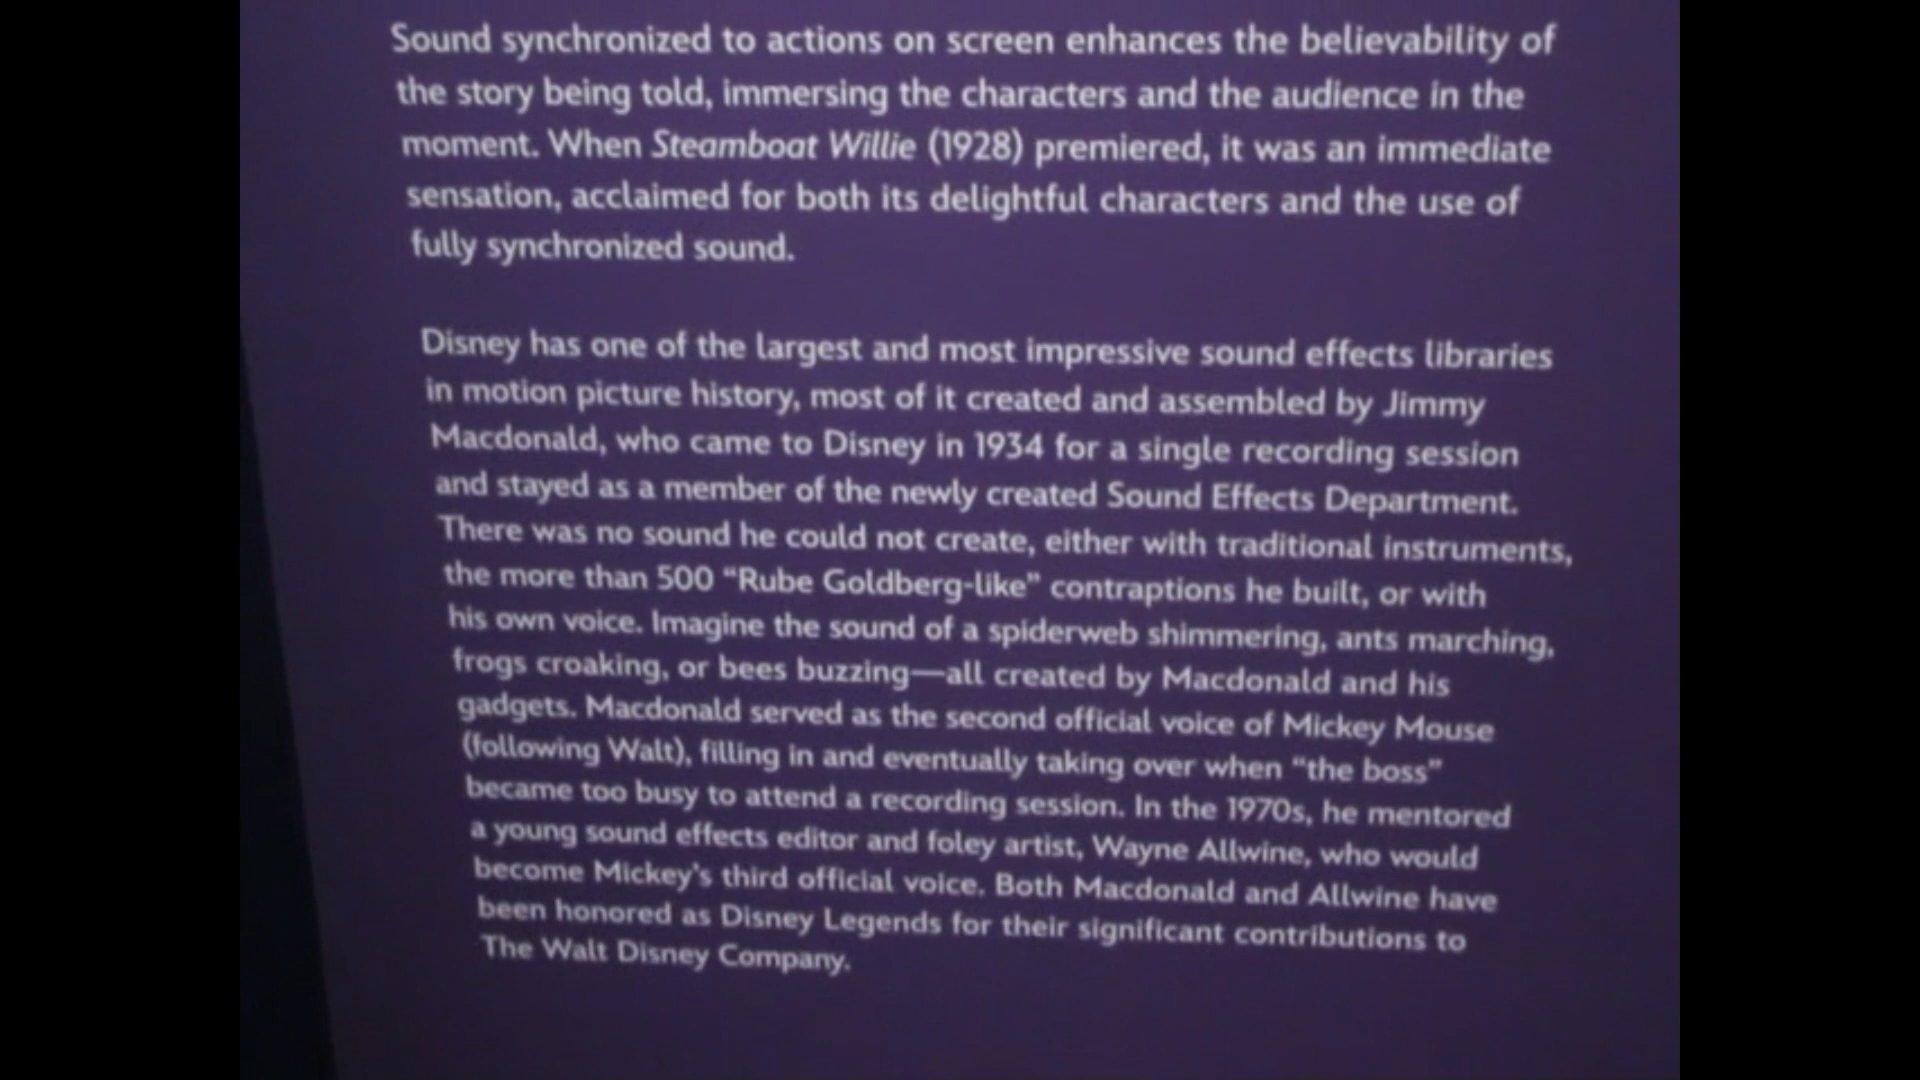 Sound synchronized to actions on screen enhances the believability of
the story being told, immersing the characters and the audience in the
moment. When Steamboat Willie (1928) premiered, it was an immediate
sensation, acclaimed for both its delightful characters and the use of
fully synchronized sound.
Disney has one of the largest and most impressive sound effects libraries
in motion picture history, most of it created and assembled by Jimmy
Macdonald, who came to Disney in 1934 for a single recording session
and stayed as a member of the newly created Sound Effects Department.
There was no sound he could not create, either with traditional instruments,
the more than 500 “Rube Goldberg-like” contraptions he built, or with
his own voice. Imagine the sound of a spiderweb shimmering, ants marching,
frogs croaking, or bees buzzing—all created by Macdonald and his
gadgets. Macdonald served as the second official voice of Mickey Mouse
(following Walt), filling in and eventually taking over when “the boss”
became too busy to attend a recording session. In the 1970s, he mentored
a young sound effects editor and foley artist, Wayne Allwine, who would
become Mickey’s third official voice. Both Macdonald and Allwine have
been honored as Disney Legends for their significant contributions to
The Walt Disney Company.